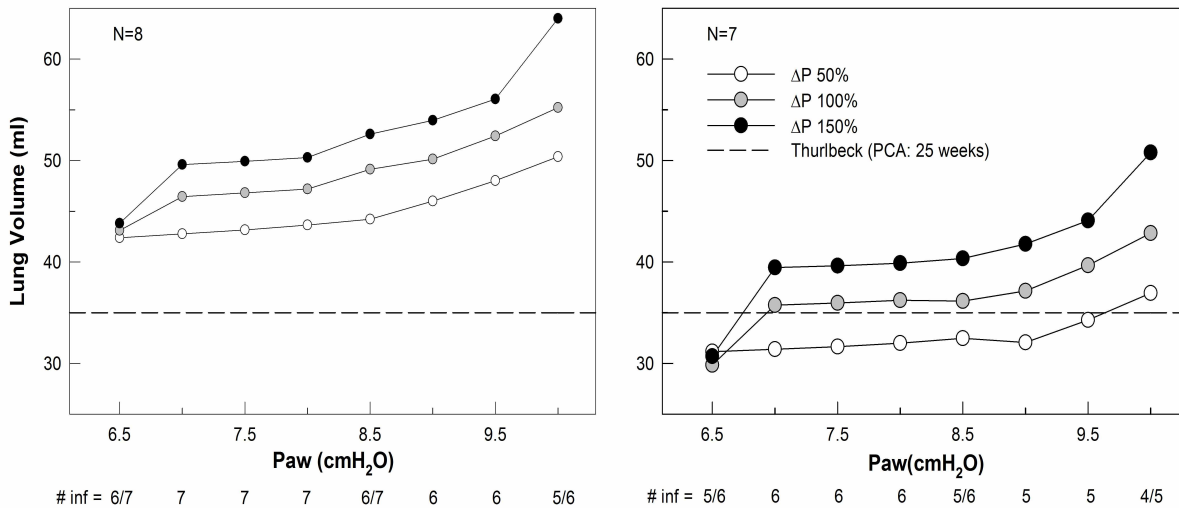 N=8
60
50
40
30
Lung Volume (ml)
6.5 7.5 8.5 9.5
Paw (cmH₂O)
# inf = 6/7 7 7 7 6/7 6 6 5/6
N=7
ΔP 50%
ΔP 100%
ΔP 150%
Thurlbeck (PCA: 25 weeks)
60
50
40
30
6.5 7.5 8.5 9.5
Paw(cmH₂O)
# inf = 5/6 6 6 6 5/6 5 5 4/5